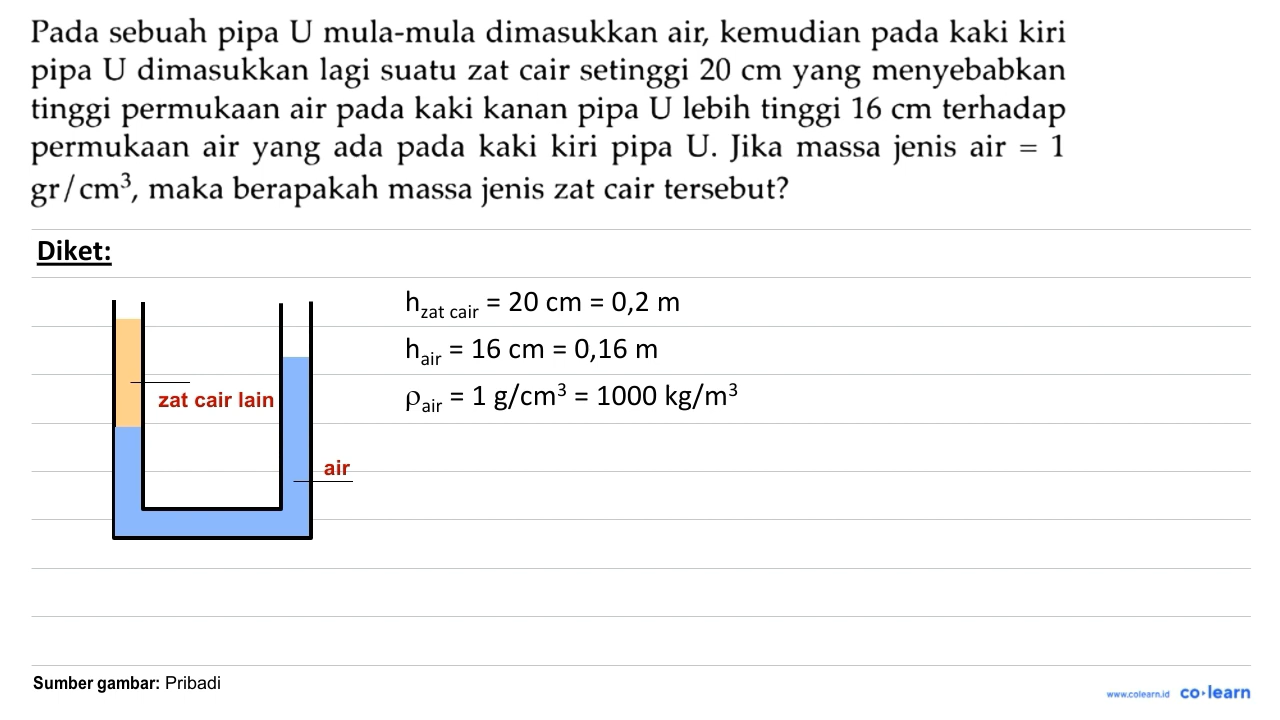 Pada sebuah pipa U mula-mula dimasukkan air, kemudian pada kaki kiri
pipa U dimasukkan lagi suatu zat cair setinggi 20 cm yang menyebabkan
tinggi permukaan air pada kaki kanan pipa U lebih tinggi 16 cm terhadap
permukaan air yang ada pada kaki kiri pipa U. Jika massa jenis air = 1
gr/cm³, maka berapakah massa jenis zat cair tersebut?
Diket:
h_zat cair = 20 cm = 0,2 m
h_air = 16 cm = 0,16 m
ρ_air = 1 g/cm³ = 1000 kg/m³
zat cair lain
air
Sumber gambar: Pribadi
www.colearn.id co·learn